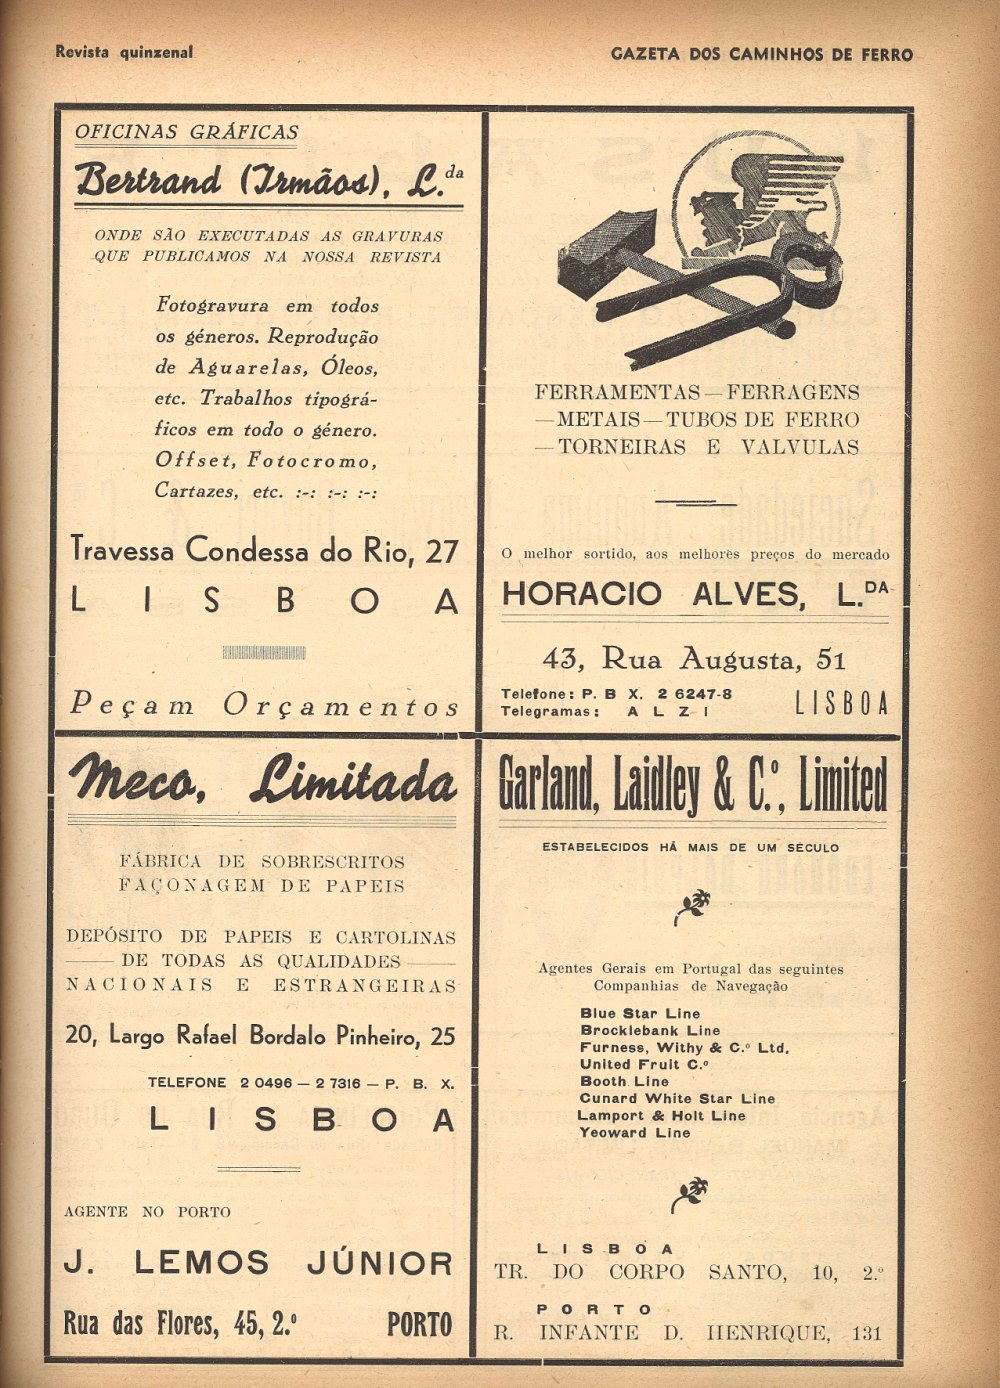 Revista quinzenal
GAZETA DOS CAMINHOS DE FERRO
OFICINAS GRÁFICAS
Bertrand (Irmãos), L.da
ONDE SÃO EXECUTADAS AS GRAVURAS
QUE PUBLICAMOS NA NOSSA REVISTA
Fotogravura em todos
os géneros. Reprodução
de Aguarelas, Óleos,
etc. Trabalhos tipográ-
ficos em todo o género.
Offset, Fotocromo,
Cartazes, etc. :-: :-: :-:
Travessa Condessa do Rio, 27
LISBOA
Peçam Orçamentos
FERRAMENTAS — FERRAGENS
— METAIS — TUBOS DE FERRO
— TORNEIRAS E VALVULAS
O melhor sortido, aos melhores preços do mercado
HORACIO ALVES, L.DA
43, Rua Augusta, 51
Telefone: P. B X. 2 6247-8
Telegramas: ALZI
LISBOA
Meco, Limitada
FÁBRICA DE SOBRESCRITOS
FAÇONAGEM DE PAPEIS
DEPÓSITO DE PAPEIS E CARTOLINAS
— DE TODAS AS QUALIDADES —
NACIONAIS E ESTRANGEIRAS
20, Largo Rafael Bordalo Pinheiro, 25
TELEFONE 2 0496 — 2 7316 — P. B. X.
LISBOA
AGENTE NO PORTO
J. LEMOS JÚNIOR
Rua das Flores, 45, 2.º PORTO
Garland, Laidley & C.º, Limited
ESTABELECIDOS HÁ MAIS DE UM SÉCULO
Agentes Gerais em Portugal das seguintes
Companhias de Navegação
Blue Star Line
Brocklebank Line
Furness, Withy & C.º Ltd.
United Fruit C.º
Booth Line
Cunard White Star Line
Lamport & Holt Line
Yeoward Line
LISBOA
TR. DO CORPO SANTO, 10, 2.º
PORTO
R. INFANTE D. HENRIQUE, 131